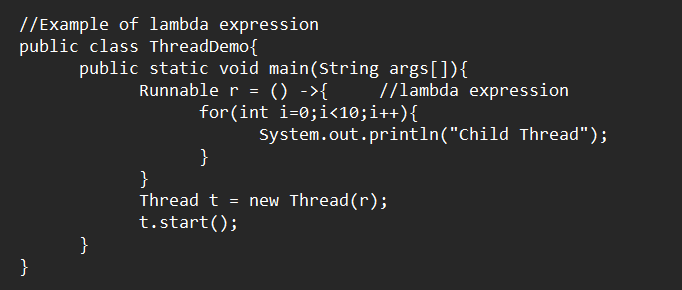 //Example of lambda expression
public class ThreadDemo{
      public static void main(String args[]){
            Runnable r = () ->{     //lambda expression
                  for(int i=0;i<10;i++){
                        System.out.println("Child Thread");
                  }
            }
            Thread t = new Thread(r);
            t.start();
      }
}